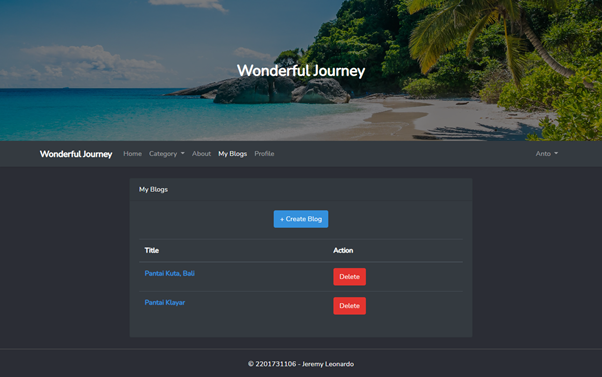 Wonderful Journey
Wonderful Journey Home Category About My Blogs Profile Anto
My Blogs
+ Create Blog
Title Action
Pantai Kuta, Bali Delete
Pantai Klayar Delete
© 2201731106 - Jeremy Leonardo